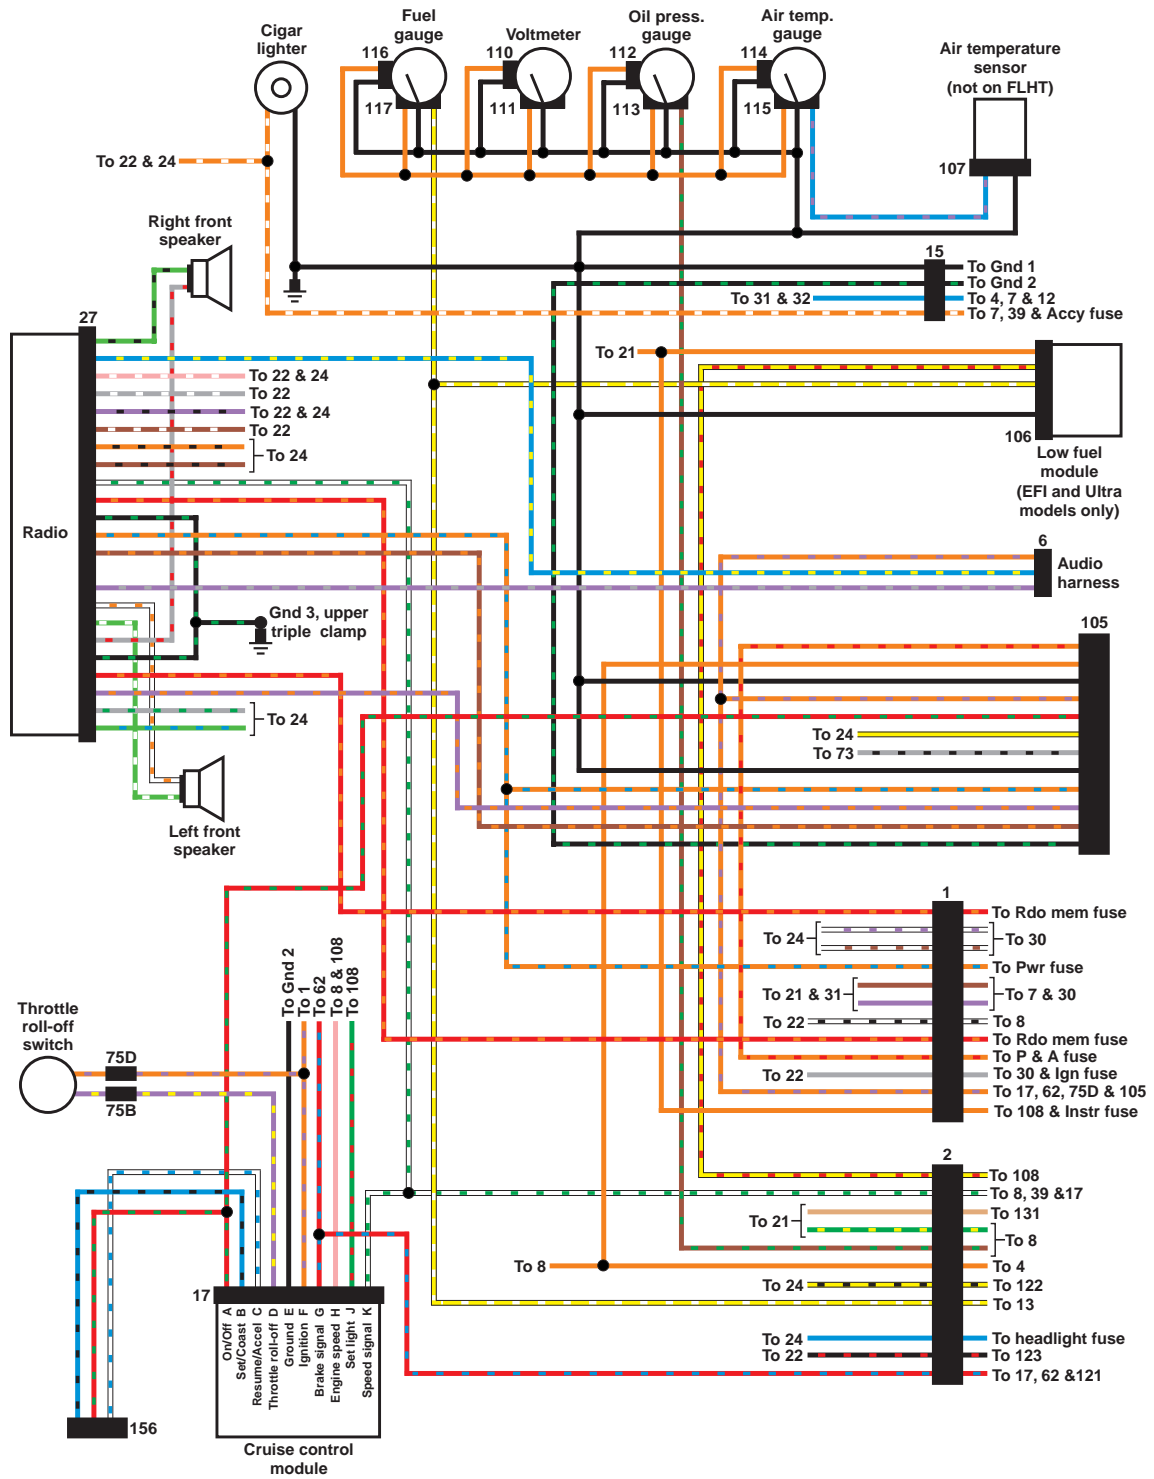 Cigar
lighter
Fuel
gauge
Voltmeter
Oil press.
gauge
Air temp.
gauge
Air temperature
sensor
(not on FLHT)
116
117
110
111
112
113
114
115
107
To 22 & 24
Right front
speaker
15
To Gnd 1
To Gnd 2
To 31 & 32
To 4, 7 & 12
To 7, 39 & Accy fuse
27
To 21
106
Low fuel
module
(EFI and Ultra
models only)
To 22 & 24
To 22
To 22 & 24
To 22
To 24
Radio
6
Audio
harness
Gnd 3, upper
triple clamp
105
To 24
To 24
To 73
Left front
speaker
1
To Rdo mem fuse
To 24
To 30
To Pwr fuse
To 21 & 31
To 7 & 30
To 22
To 8
To Rdo mem fuse
To P & A fuse
To 22
To 30 & Ign fuse
To 17, 62, 75D & 105
To 108 & Instr fuse
To Gnd 2
To 1
To 62
To 8 & 108
To 108
Throttle
roll-off
switch
75D
75B
2
To 108
To 8, 39 &17
To 21
To 131
To 8
To 8
To 4
To 24
To 122
To 13
To 24
To headlight fuse
To 22
To 123
To 17, 62 &121
17
On/Off A
Set/Coast B
Resume/Accel C
Throttle roll-off D
Ground E
Ignition F
Brake signal G
Engine speed H
Set light J
Speed signal K
156
Cruise control
module